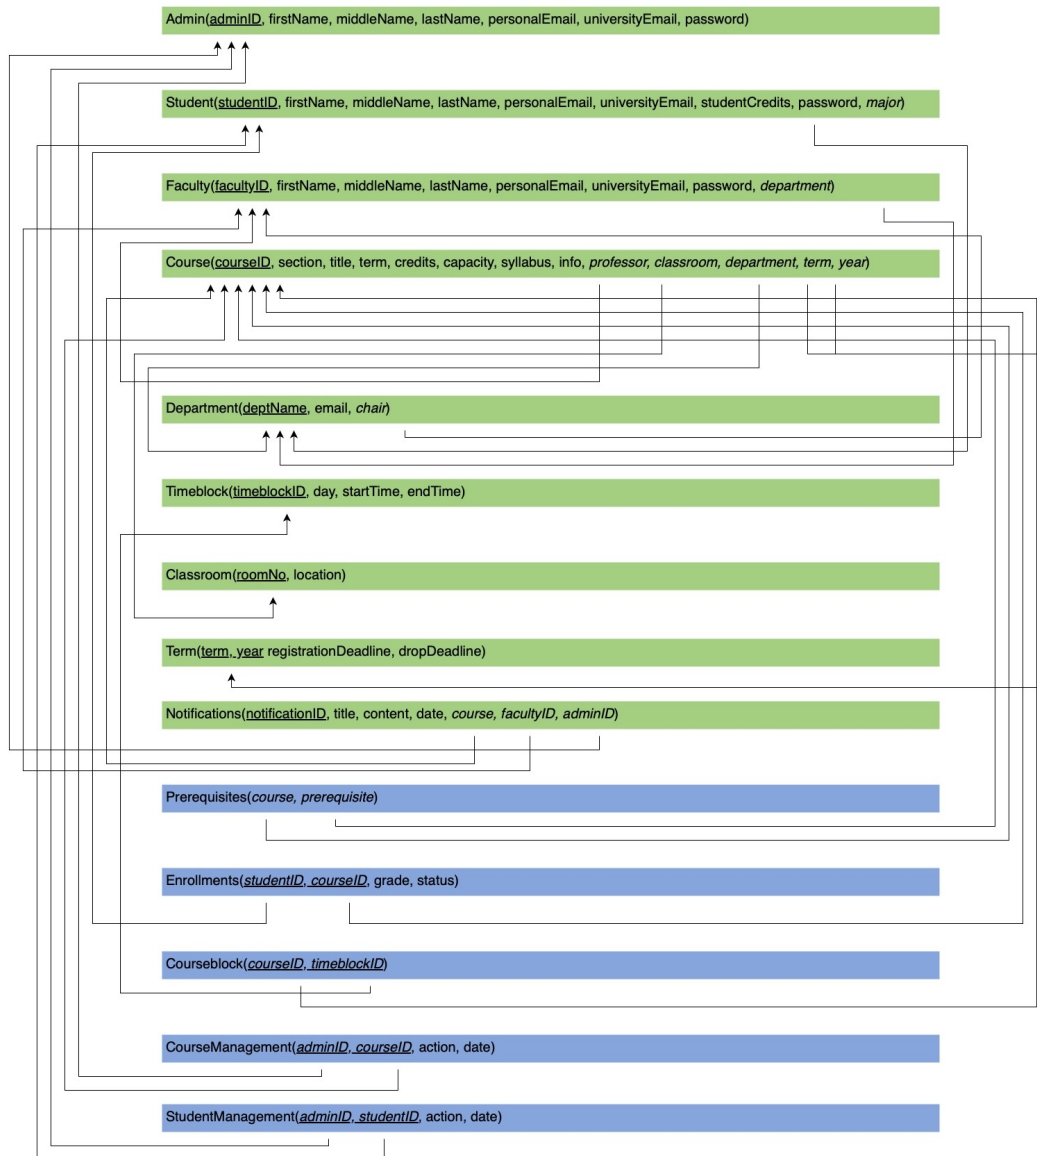 Admin(adminID, firstName, middleName, lastName, personalEmail, universityEmail, password)
Student(studentID, firstName, middleName, lastName, personalEmail, universityEmail, studentCredits, password, major)
Faculty(facultyID, firstName, middleName, lastName, personalEmail, universityEmail, password, department)
Course(courseID, section, title, term, credits, capacity, syllabus, info, professor, classroom, department, term, year)
Department(deptName, email, chair)
Timeblock(timeblockID, day, startTime, endTime)
Classroom(roomNo, location)
Term(term, year registrationDeadline, dropDeadline)
Notifications(notificationID, title, content, date, course, facultyID, adminID)
Prerequisites(course, prerequisite)
Enrollments(studentID, courseID, grade, status)
Courseblock(courseID, timeblockID)
CourseManagement(adminID, courseID, action, date)
StudentManagement(adminID, studentID, action, date)